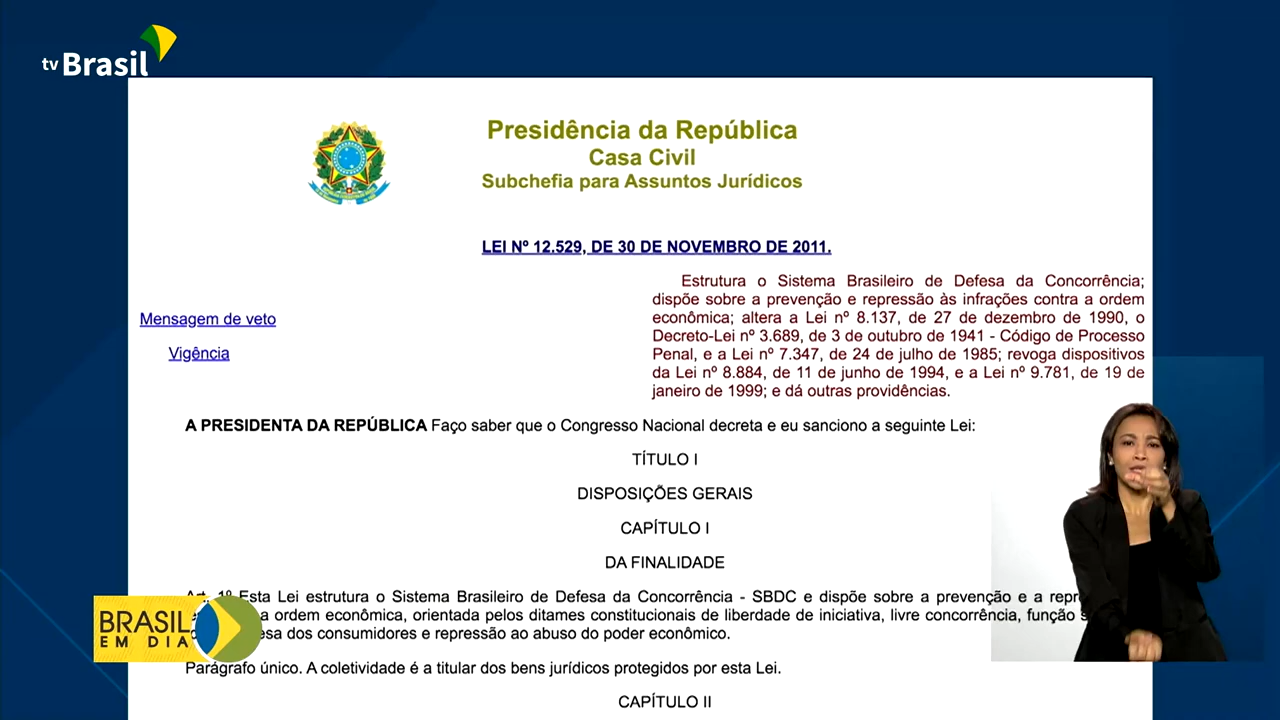 tv Brasil
Presidência da República
Casa Civil
Subchefia para Assuntos Jurídicos
LEI Nº 12.529, DE 30 DE NOVEMBRO DE 2011.
Estrutura o Sistema Brasileiro de Defesa da Concorrência;
dispõe sobre a prevenção e repressão às infrações contra a ordem
econômica; altera a Lei nº 8.137, de 27 de dezembro de 1990, o
Decreto-Lei nº 3.689, de 3 de outubro de 1941 - Código de Processo
Penal, e a Lei nº 7.347, de 24 de julho de 1985; revoga dispositivos
da Lei nº 8.884, de 11 de junho de 1994, e a Lei nº 9.781, de 19 de
janeiro de 1999; e dá outras providências.
Mensagem de veto
Vigência
A PRESIDENTA DA REPÚBLICA Faço saber que o Congresso Nacional decreta e eu sanciono a seguinte Lei:
TÍTULO I
DISPOSIÇÕES GERAIS
CAPÍTULO I
DA FINALIDADE
Art. 1º Esta Lei estrutura o Sistema Brasileiro de Defesa da Concorrência - SBDC e dispõe sobre a prevenção e a
a ordem econômica, orientada pelos ditames constitucionais de liberdade de iniciativa, livre concorrência, função
dos consumidores e repressão ao abuso do poder econômico.
Parágrafo único. A coletividade é a titular dos bens jurídicos protegidos por esta Lei.
CAPÍTULO II
BRASIL
EM DIA